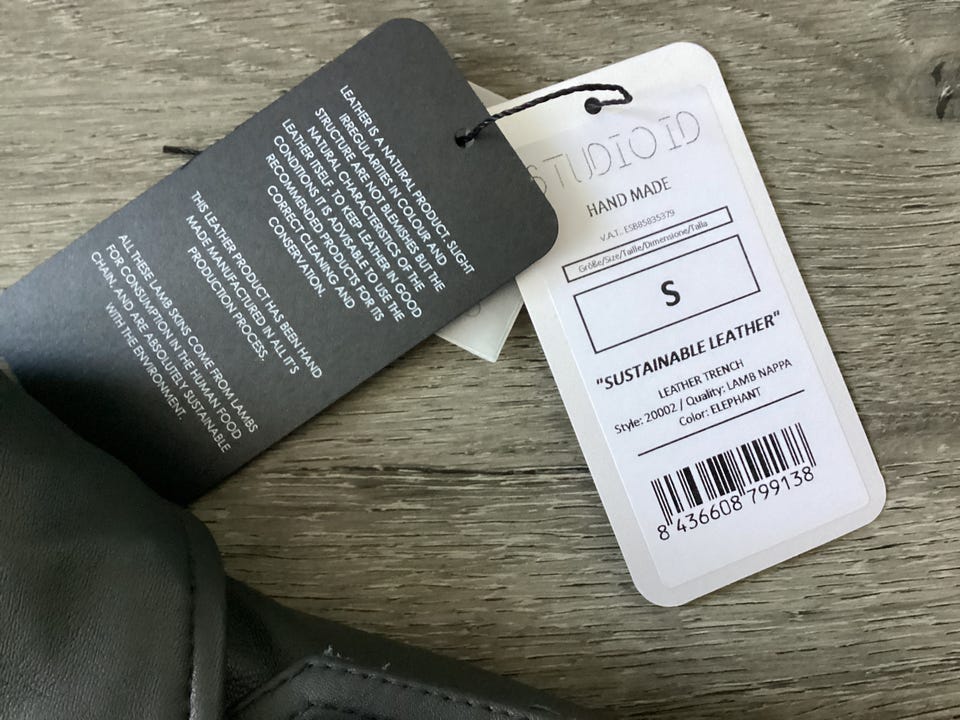 LEATHER IS A NATURAL PRODUCT SLIGHT
IRREGULARITIES IN COLOUR AND
STRUCTURE ARE NOT BLEMISHES BUT THE
NATURAL CHARACTERISTICS OF THE
LEATHER ITSELF. TO KEEP LEATHER IN GOOD
CONDITIONS IT IS ADVISABLE TO USE THE
RECOMMENDED PRODUCTS FOR ITS
CORRECT CLEANING AND
CONSERVATION.
THIS LEATHER PRODUCT HAS BEEN HAND
MADE MANUFACTURED IN ALL IT'S
PRODUCTION PROCESS.
ALL THESE LAMB SKINS COME FROM LAMBS
FOR CONSUMPTION IN THE HUMAN FOOD
CHAIN, AND ARE ABSOLUTELY SUSTAINABLE
WITH THE ENVIRONMENT.
STUDIO ID
HAND MADE
V.A.T.. ESB85835379
Größe/Size/Taille/Dimensione/Talla
S
"SUSTAINABLE LEATHER"
LEATHER TRENCH
Style: 20002 / Quality: LAMB NAPPA
Color: ELEPHANT
8 436608 799138